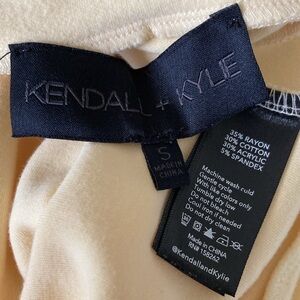 KENDALL + KYLIE
S
MADE IN
CHINA
35% RAYON
30% COTTON
30% ACRYLIC
5% SPANDEX
Machine wash cold
Gentle cycle
With like colors only
Tumble dry low
Do not bleach
Cool iron if needed
Do not dry clean
Made in CHINA
RN# 158262
@KendallandKylie